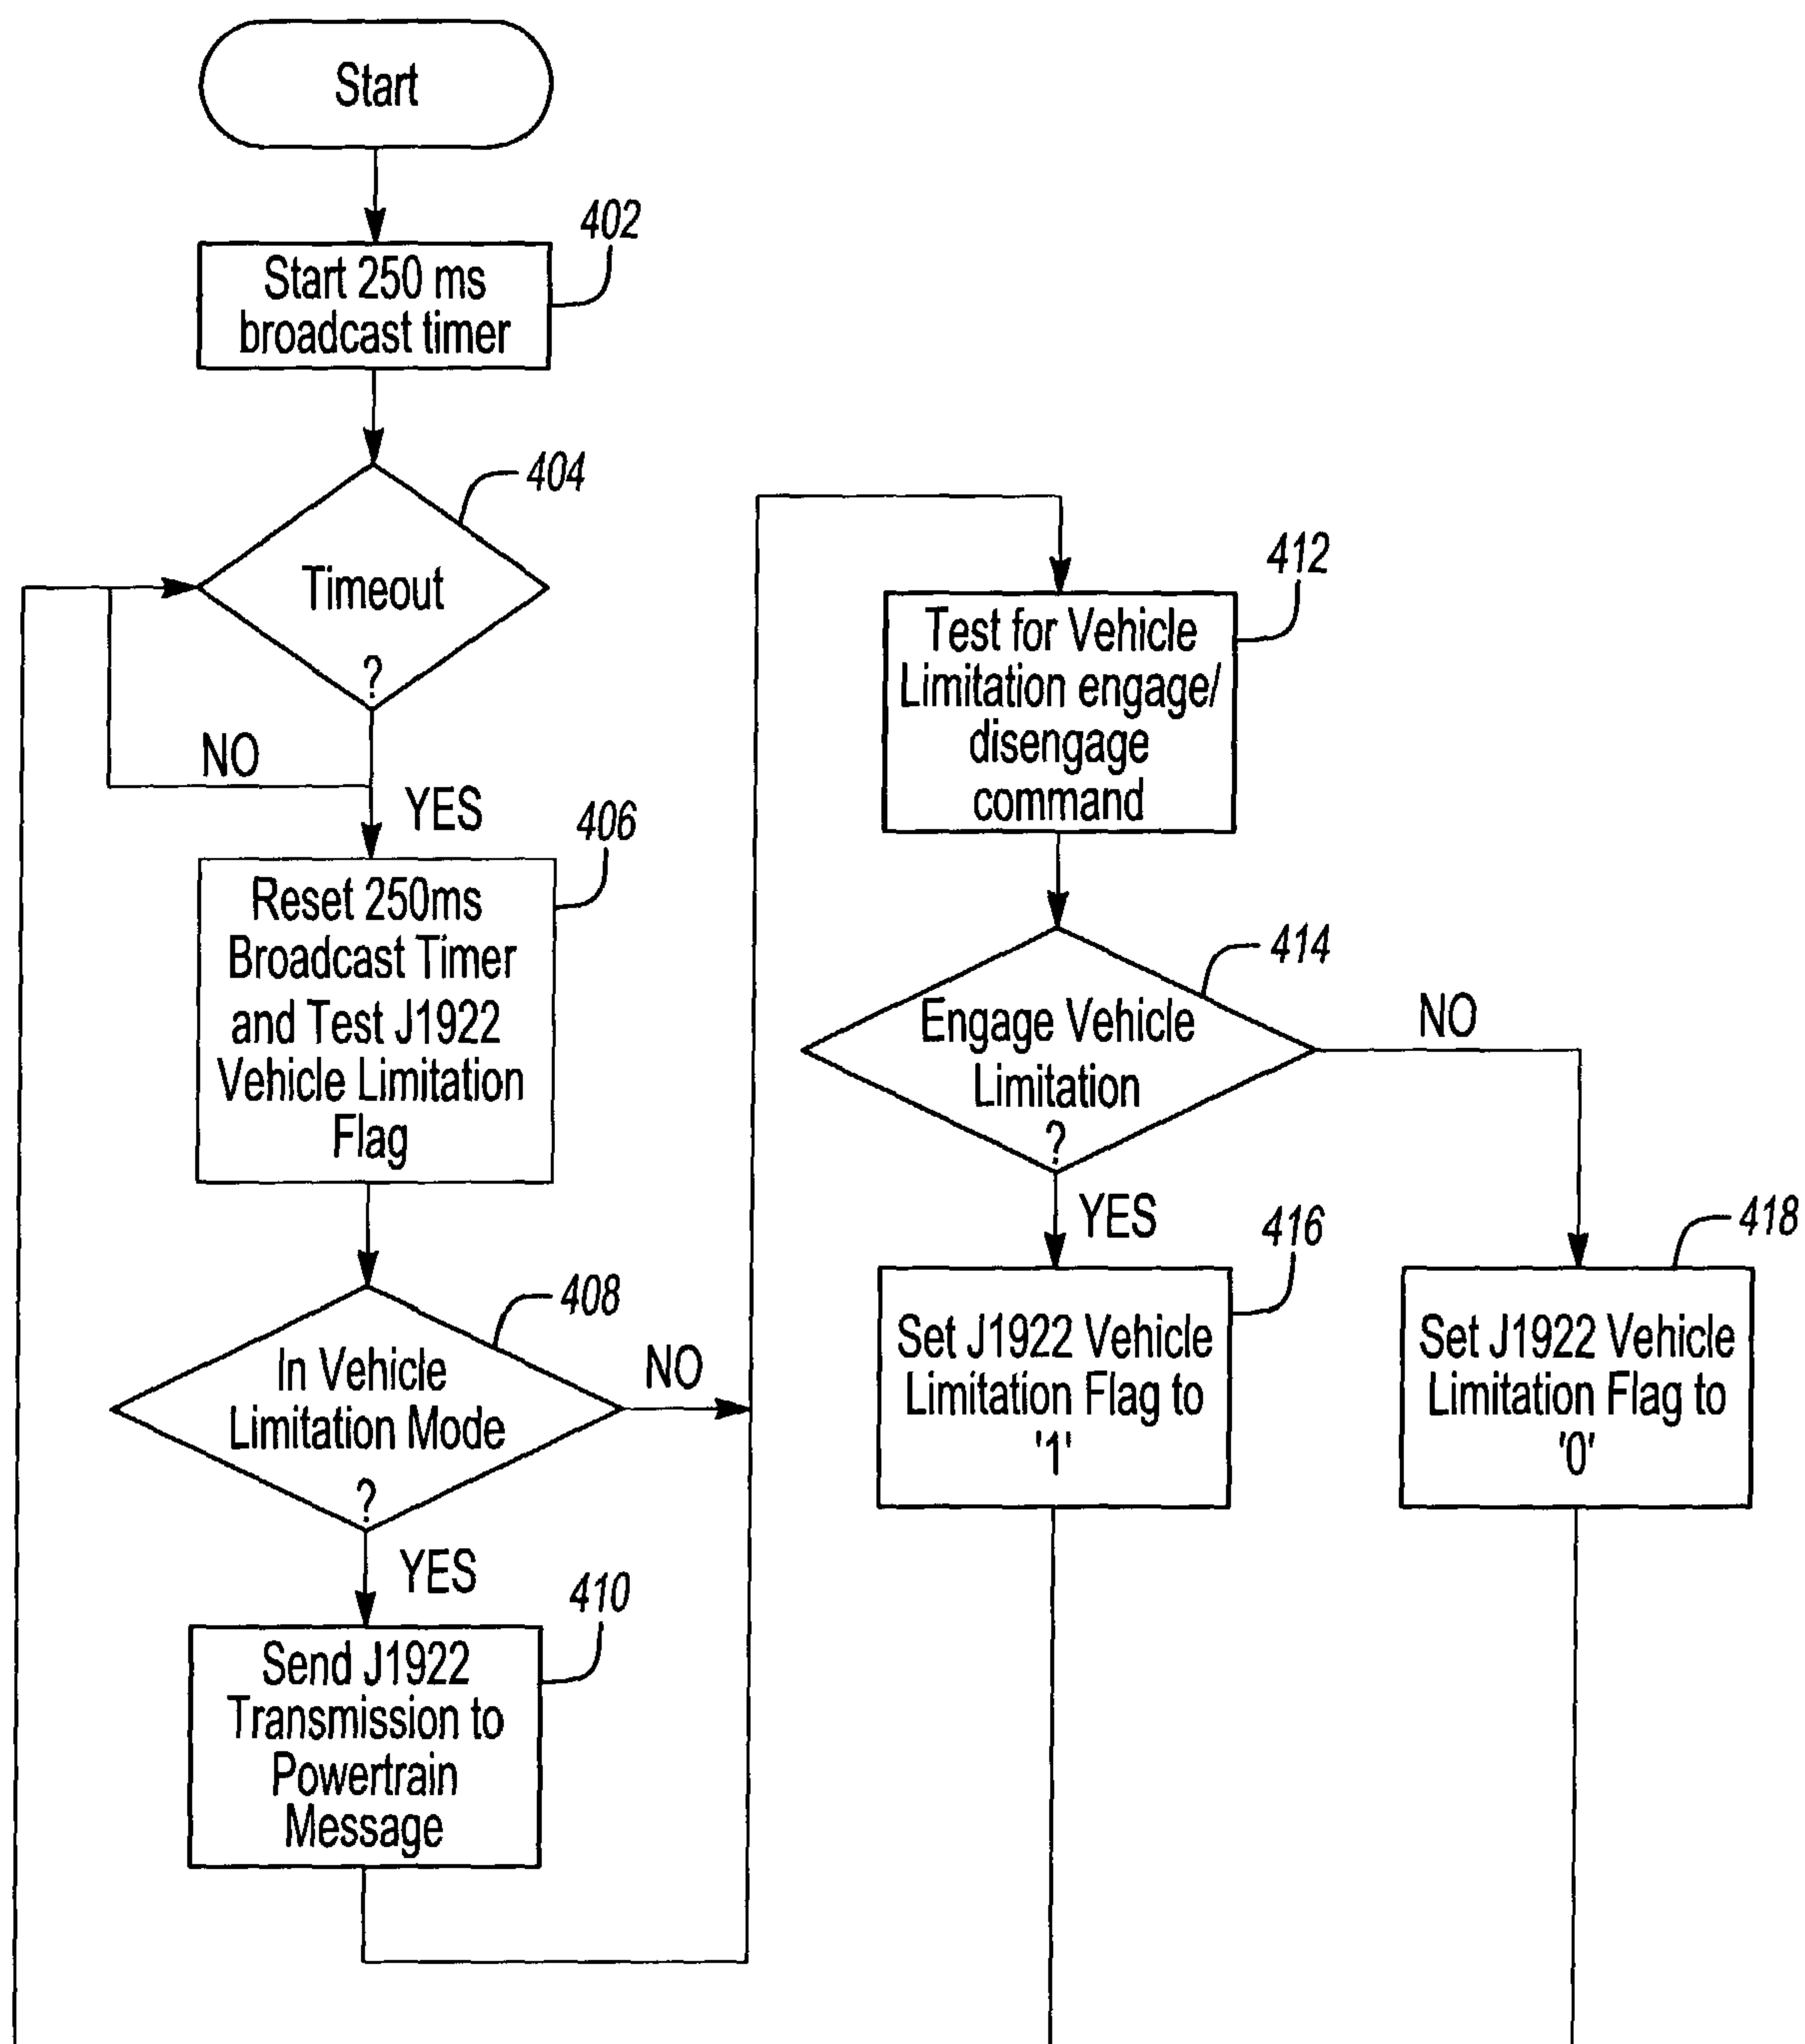 Start
402
Start 250 ms
broadcast timer
404
Timeout
?
NO
YES
406
Reset 250ms
Broadcast Timer
and Test J1922
Vehicle Limitation
Flag
408
In Vehicle
Limitation Mode
?
NO
YES
410
Send J1922
Transmission to
Powertrain
Message
412
Test for Vehicle
Limitation engage/
disengage
command
414
Engage Vehicle
Limitation
?
NO
YES
416
Set J1922 Vehicle
Limitation Flag to
'1'
418
Set J1922 Vehicle
Limitation Flag to
'0'